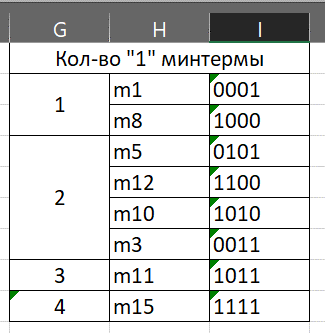 G H I
Кол-во "1" минтермы
1 m1 0001
m8 1000
2 m5 0101
m12 1100
m10 1010
m3 0011
3 m11 1011
4 m15 1111